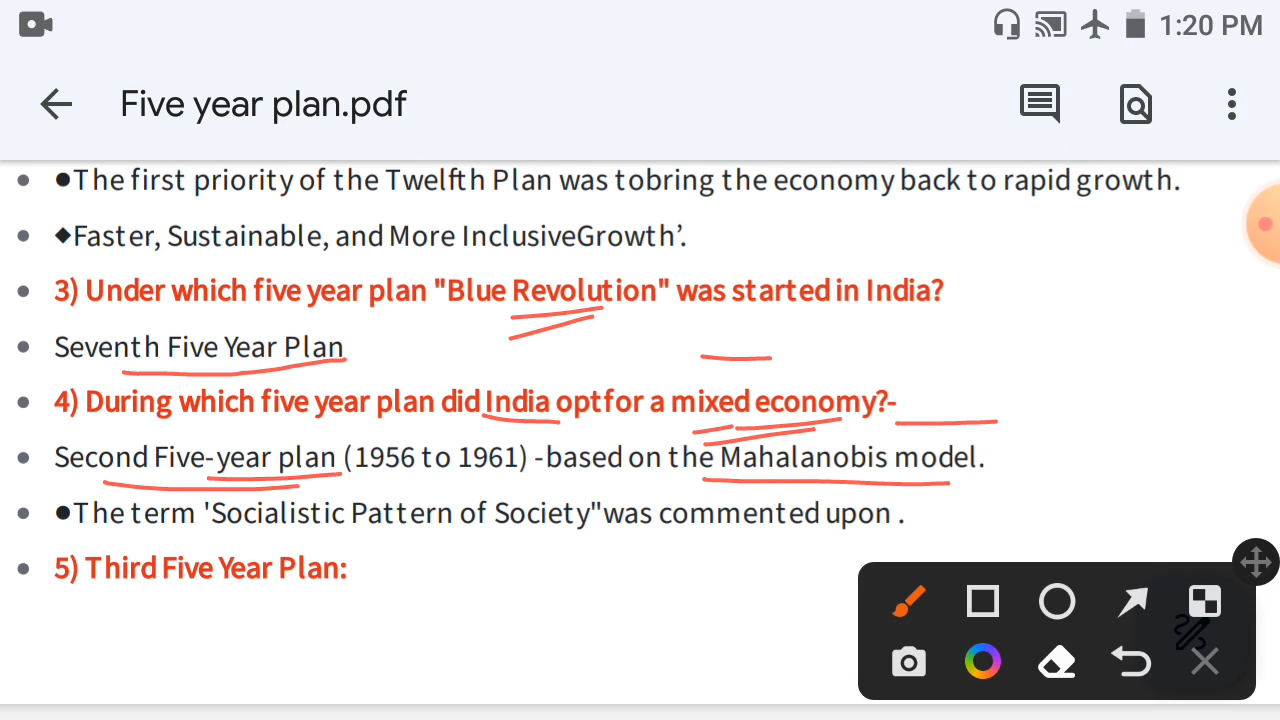 1:20 PM
Five year plan.pdf
• ●The first priority of the Twelfth Plan was tobring the economy back to rapid growth.
• ◆Faster, Sustainable, and More InclusiveGrowth’.
• 3) Under which five year plan "Blue Revolution" was started in India?
• Seventh Five Year Plan
• 4) During which five year plan did India optfor a mixed economy?-
• Second Five-year plan (1956 to 1961) -based on the Mahalanobis model.
• ●The term 'Socialistic Pattern of Society"was commented upon .
• 5) Third Five Year Plan: